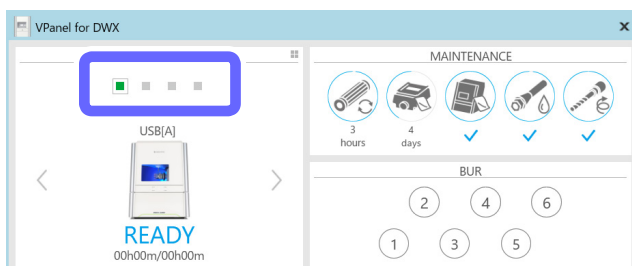 VPanel for DWX
MAINTENANCE
3
hours
4
days
USB[A]
READY
00h00m/00h00m
BUR
2 4 6
1 3 5